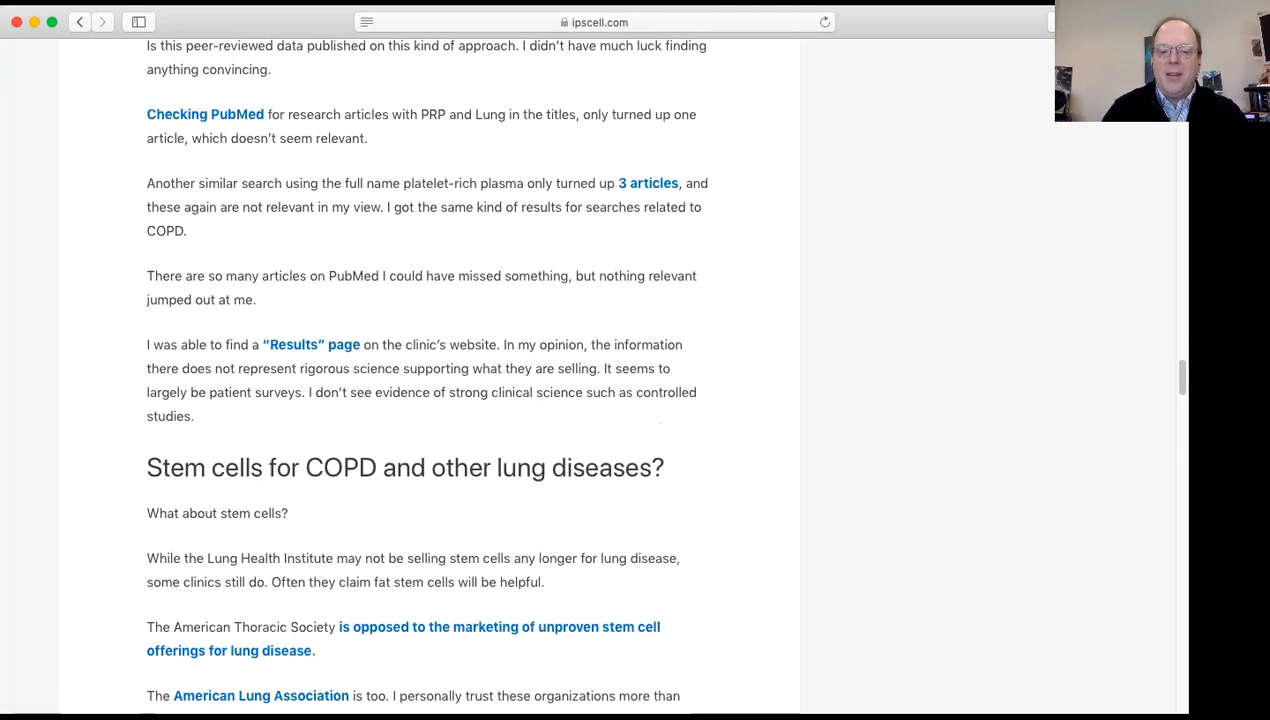 ipscell.com
Is this peer-reviewed data published on this kind of approach. I didn’t have much luck finding
anything convincing.
Checking PubMed for research articles with PRP and Lung in the titles, only turned up one
article, which doesn’t seem relevant.
Another similar search using the full name platelet-rich plasma only turned up 3 articles, and
these again are not relevant in my view. I got the same kind of results for searches related to
COPD.
There are so many articles on PubMed I could have missed something, but nothing relevant
jumped out at me.
I was able to find a “Results” page on the clinic’s website. In my opinion, the information
there does not represent rigorous science supporting what they are selling. It seems to
largely be patient surveys. I don’t see evidence of strong clinical science such as controlled
studies.
Stem cells for COPD and other lung diseases?
What about stem cells?
While the Lung Health Institute may not be selling stem cells any longer for lung disease,
some clinics still do. Often they claim fat stem cells will be helpful.
The American Thoracic Society is opposed to the marketing of unproven stem cell
offerings for lung disease.
The American Lung Association is too. I personally trust these organizations more than